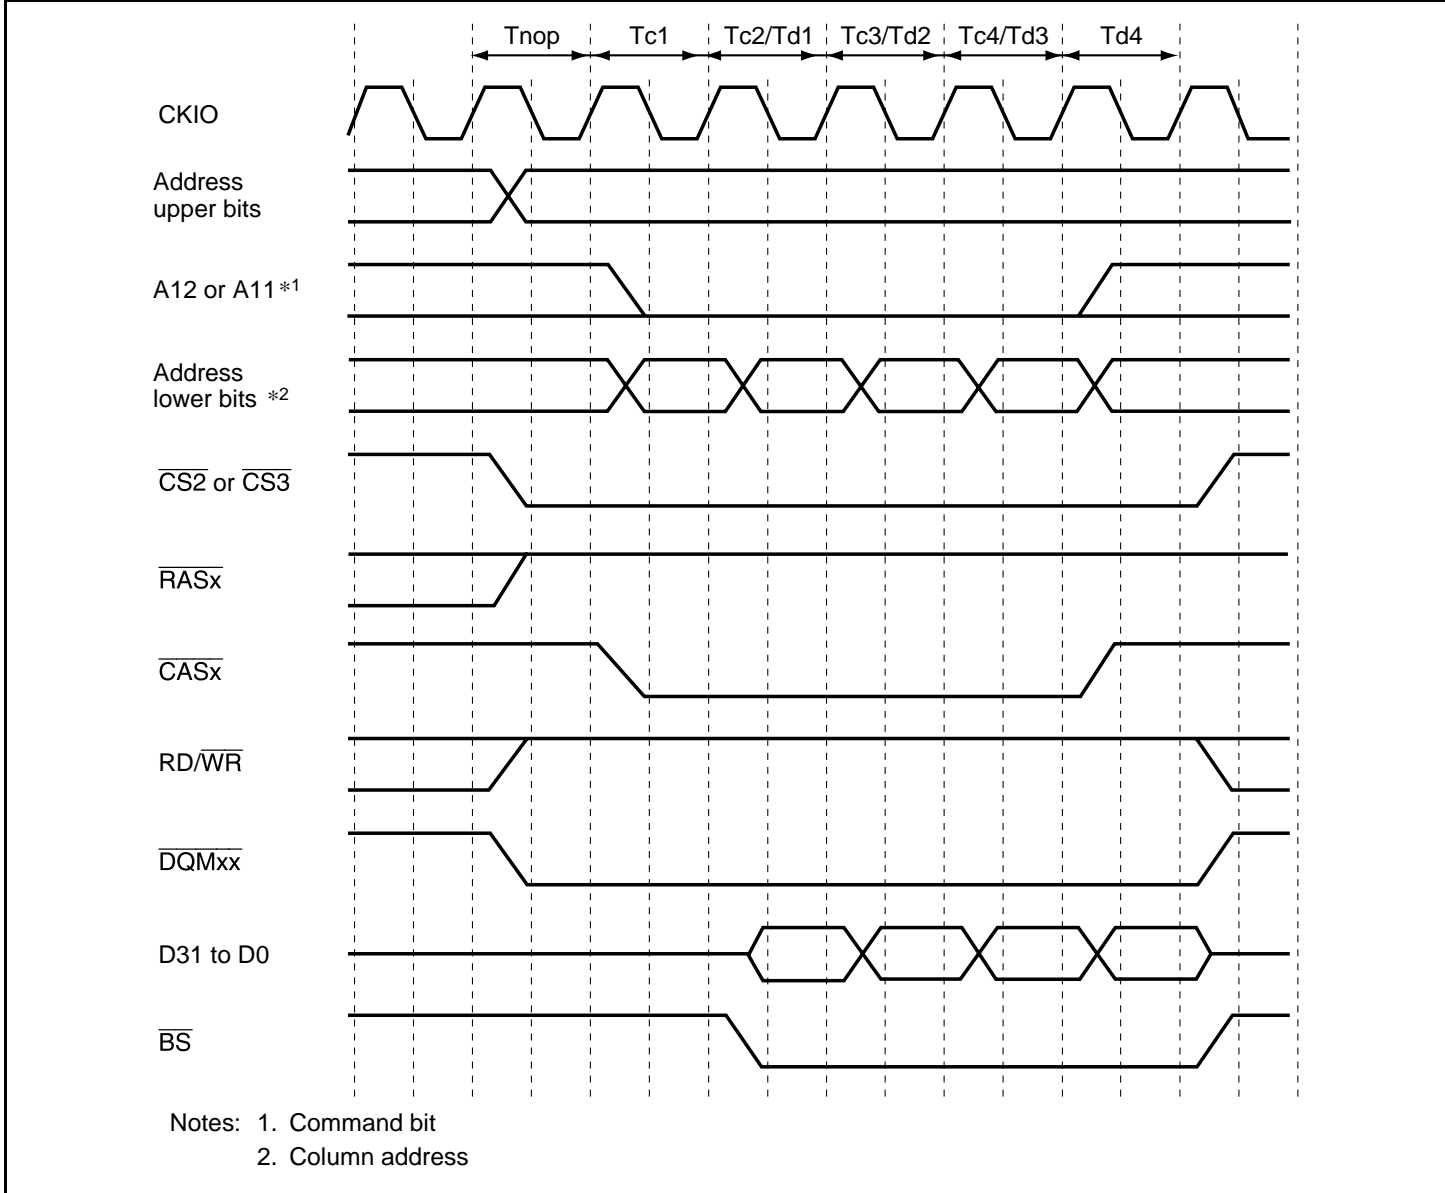 Tnop Tc1 Tc2/Td1 Tc3/Td2 Tc4/Td3 Td4
CKIO
Address
upper bits
A12 or A11*1
Address
lower bits *2
CS2 or CS3
RASx
CASx
RD/WR
DQMxx
D31 to D0
BS
Notes: 1. Command bit
2. Column address